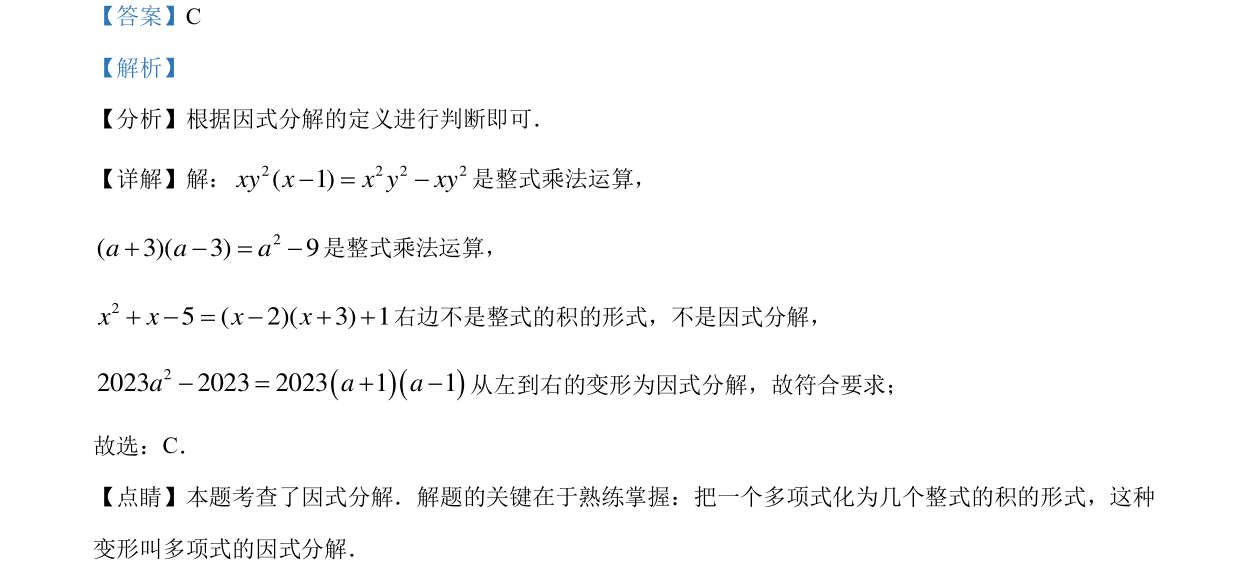 【答案】C
【解析】
【分析】根据因式分解的定义进行判断即可．
【详解】解：xy²(x−1)=x²y²−xy²是整式乘法运算，
(a+3)(a−3)=a²−9是整式乘法运算，
x²+x−5=(x−2)(x+3)+1右边不是整式的积的形式，不是因式分解，
2023a²−2023=2023(a+1)(a−1)从左到右的变形为因式分解，故符合要求；
故选：C．
【点睛】本题考查了因式分解．解题的关键在于熟练掌握：把一个多项式化为几个整式的积的形式，这种
变形叫多项式的因式分解．